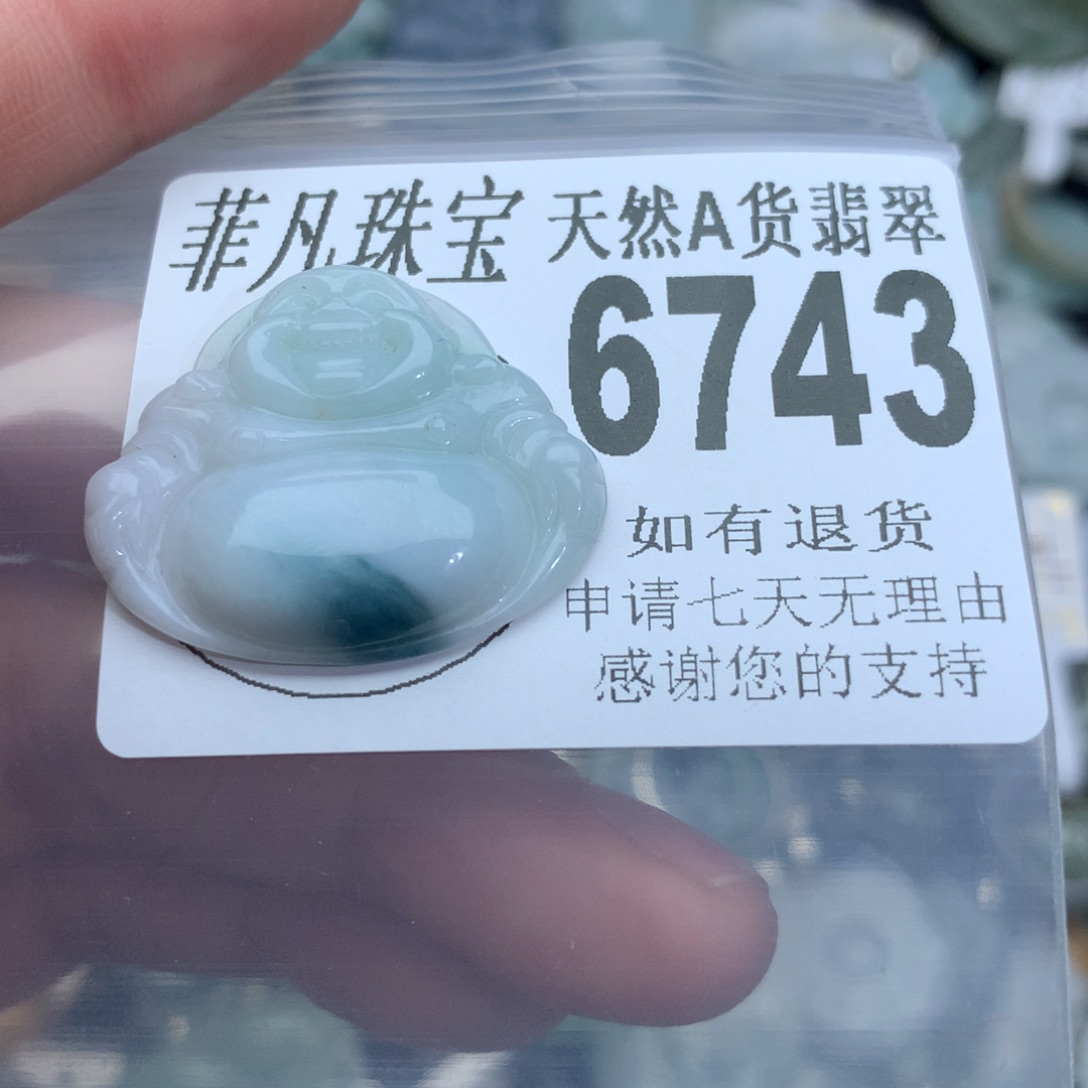 菲凡珠宝 天然A货翡翠
6743
如有退货
申请七天无理由
感谢您的支持